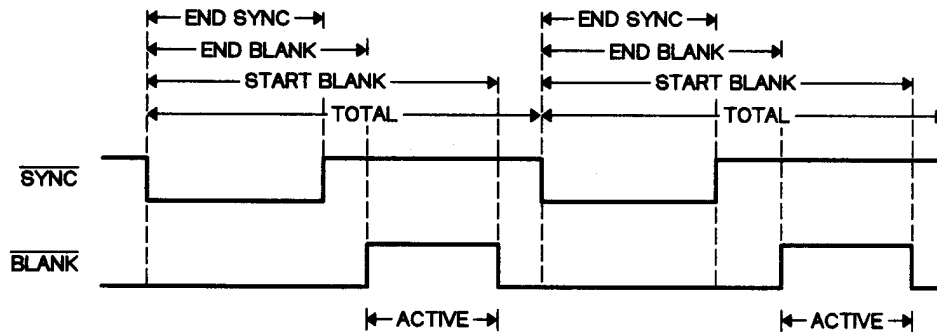 END SYNC END SYNC
END BLANK END BLANK
START BLANK START BLANK
TOTAL TOTAL
SYNC
BLANK
ACTIVE ACTIVE